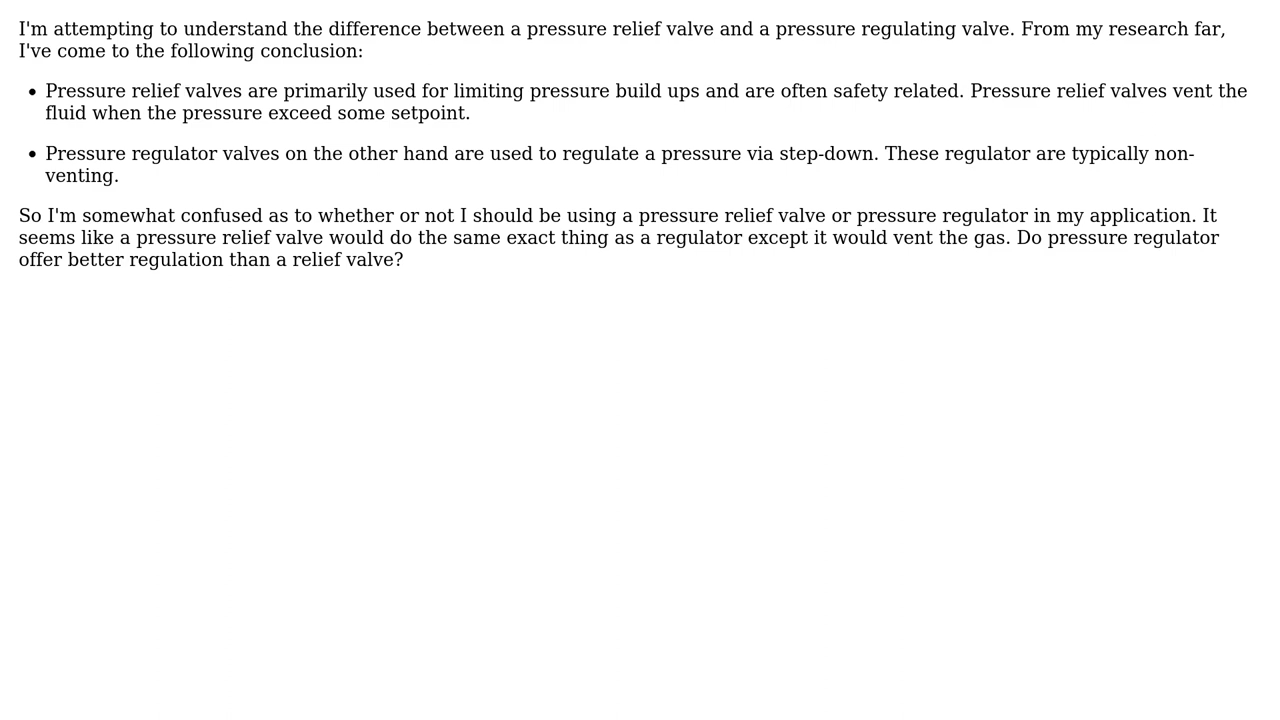 I'm attempting to understand the difference between a pressure relief valve and a pressure regulating valve. From my research far,
I've come to the following conclusion:
• Pressure relief valves are primarily used for limiting pressure build ups and are often safety related. Pressure relief valves vent the
fluid when the pressure exceed some setpoint.
• Pressure regulator valves on the other hand are used to regulate a pressure via step-down. These regulator are typically non-
venting.
So I'm somewhat confused as to whether or not I should be using a pressure relief valve or pressure regulator in my application. It
seems like a pressure relief valve would do the same exact thing as a regulator except it would vent the gas. Do pressure regulator
offer better regulation than a relief valve?